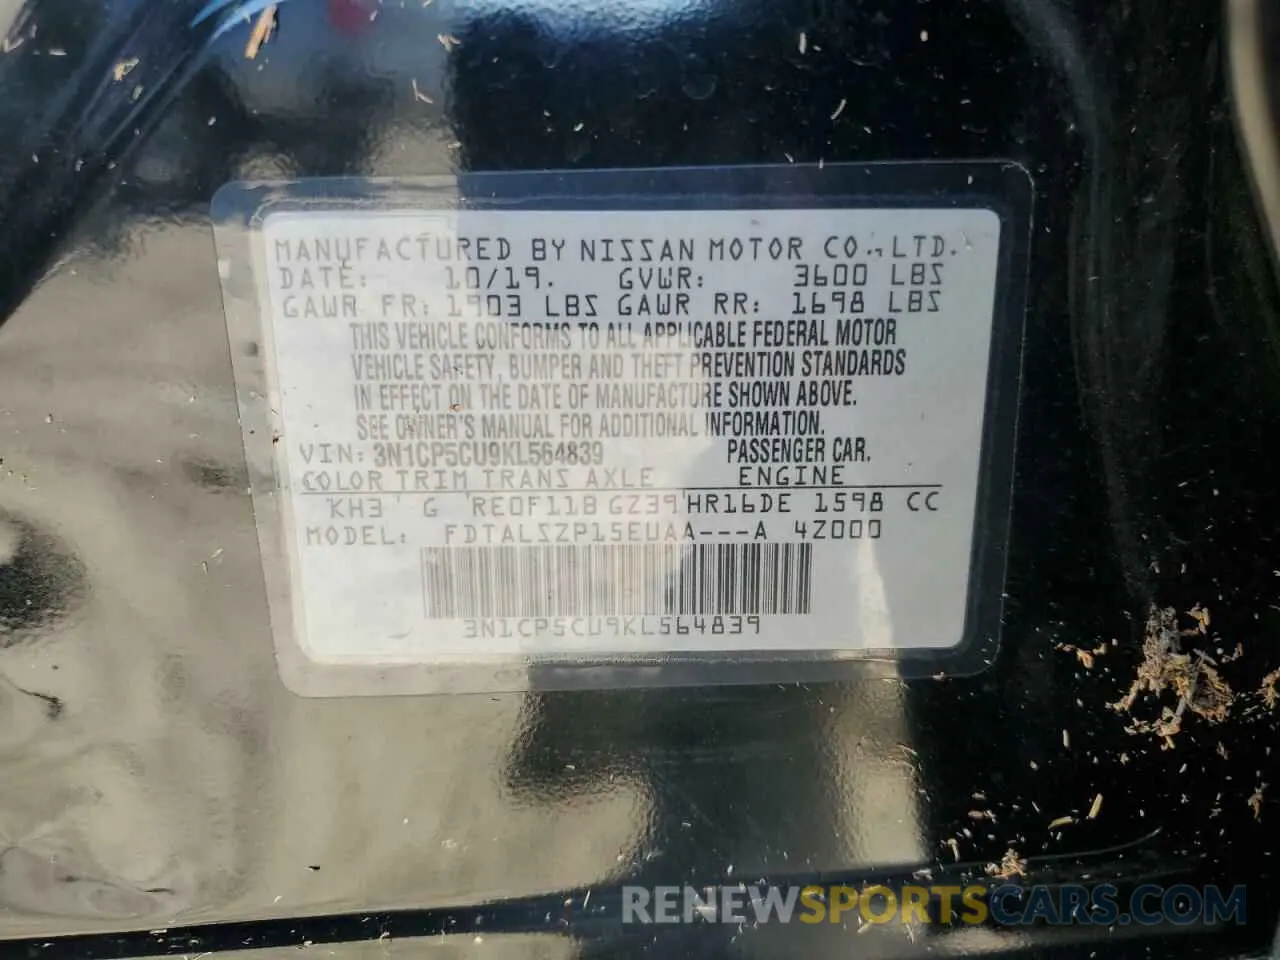 MANUFACTURED BY NISSAN MOTOR CO., LTD.
DATE: 10/19. GVWR: 3600 LBS
GAWR FR: 1903 LBS GAWR RR: 1698 LBS
THIS VEHICLE CONFORMS TO ALL APPLICABLE FEDERAL MOTOR
VEHICLE SAFETY, BUMPER AND THEFT PREVENTION STANDARDS
IN EFFECT ON THE DATE OF MANUFACTURE SHOWN ABOVE.
SEE OWNER'S MANUAL FOR ADDITIONAL INFORMATION.
VIN: 3N1CP5CU9KL564839 PASSENGER CAR.
COLOR TRIM TRANS AXLE ENGINE
KH3 G RE0F11B GZ39 HR16DE 1598 CC
MODEL: FDTALSZP15EUAA---A 4Z000
3N1CP5CU9KL564839
RENEWSPORTSCARS.COM